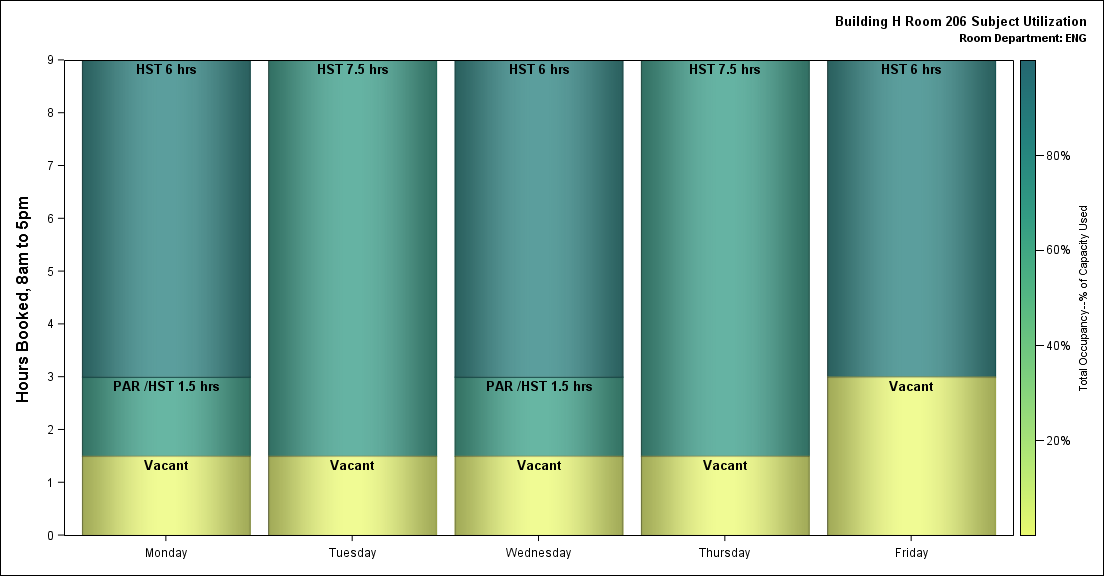 Building H Room 206 Subject Utilization
Room Department: ENG
Hours Booked, 8am to 5pm
9
8
7
6
5
4
3
2
1
0
HST 6 hrs
PAR /HST 1.5 hrs
Vacant
HST 7.5 hrs
Vacant
HST 6 hrs
PAR /HST 1.5 hrs
Vacant
HST 7.5 hrs
Vacant
HST 6 hrs
Vacant
Monday
Tuesday
Wednesday
Thursday
Friday
80%
60%
40%
20%
Total Occupancy--% of Capacity Used